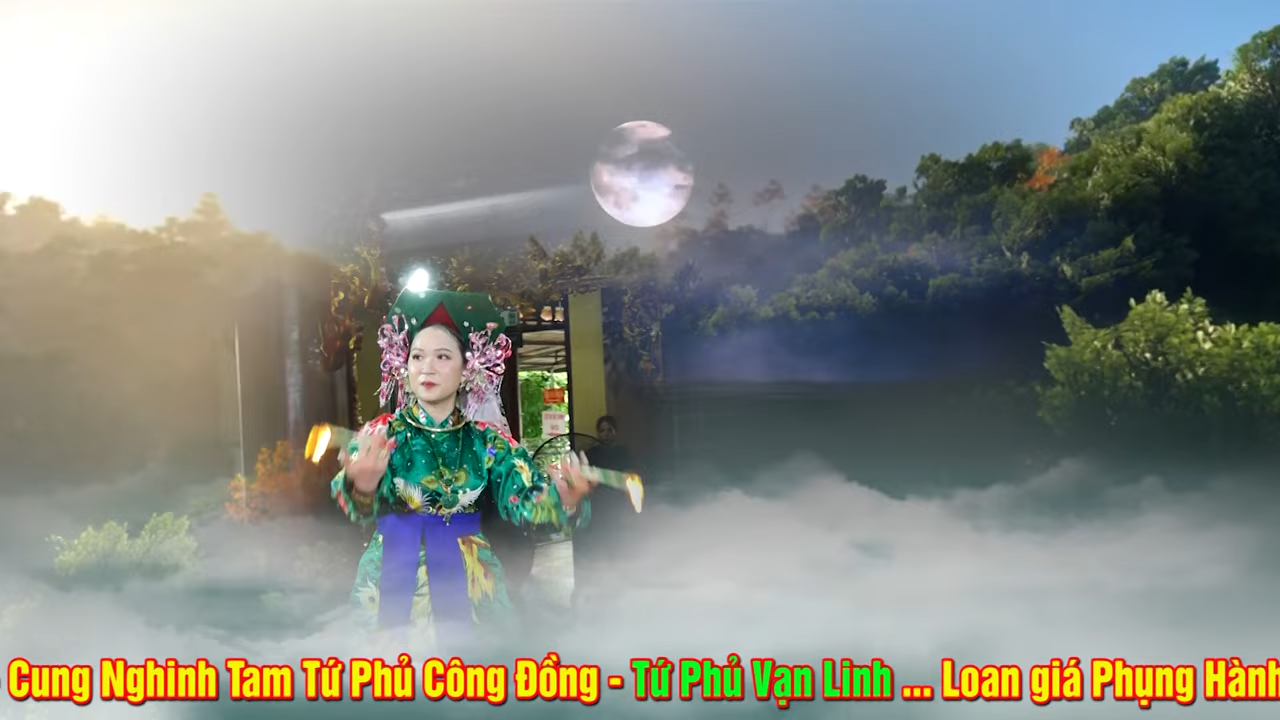 - Cung Nghinh Tam Tứ Phủ Công Đồng - Tứ Phủ Vạn Linh ... Loan giá Phụng Hành